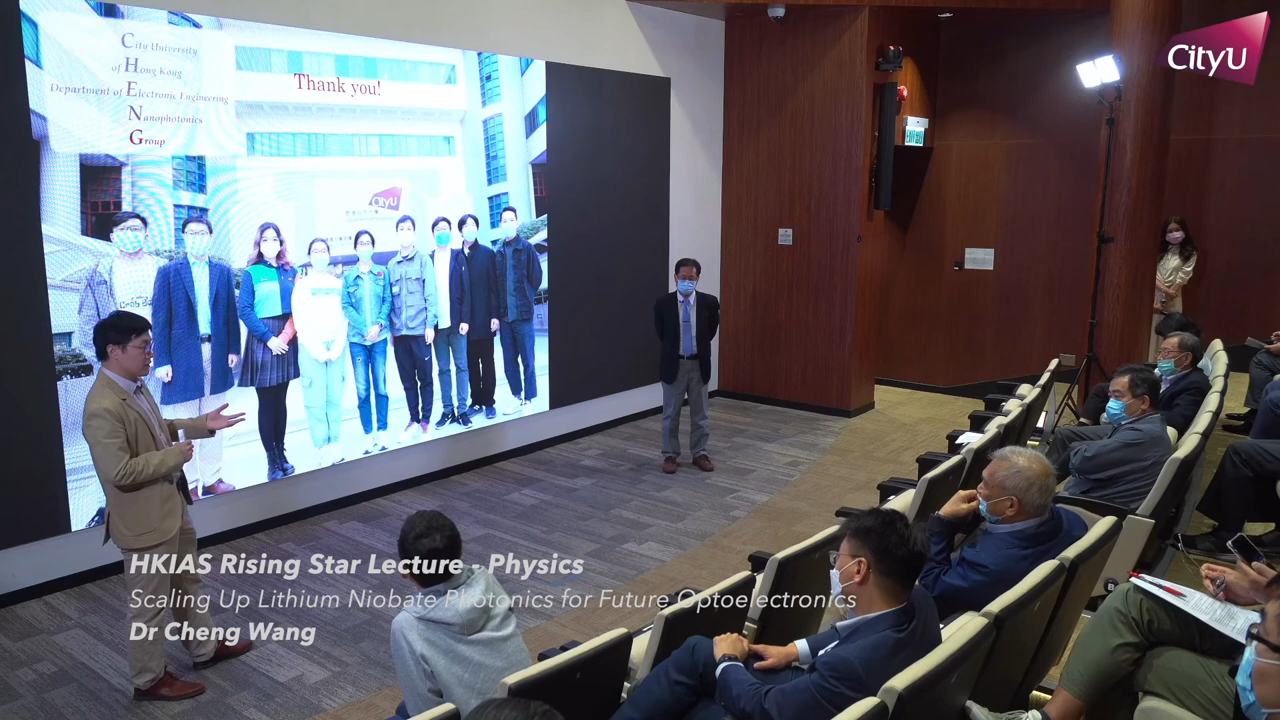 City University
of Hong Kong
Department of Electronic Engineering
Nanophotonics
Group
Thank you!
CityU
CityU
HKIAS Rising Star Lecture - Physics
Scaling Up Lithium Niobate Photonics for Future Optoelectronics
Dr Cheng Wang